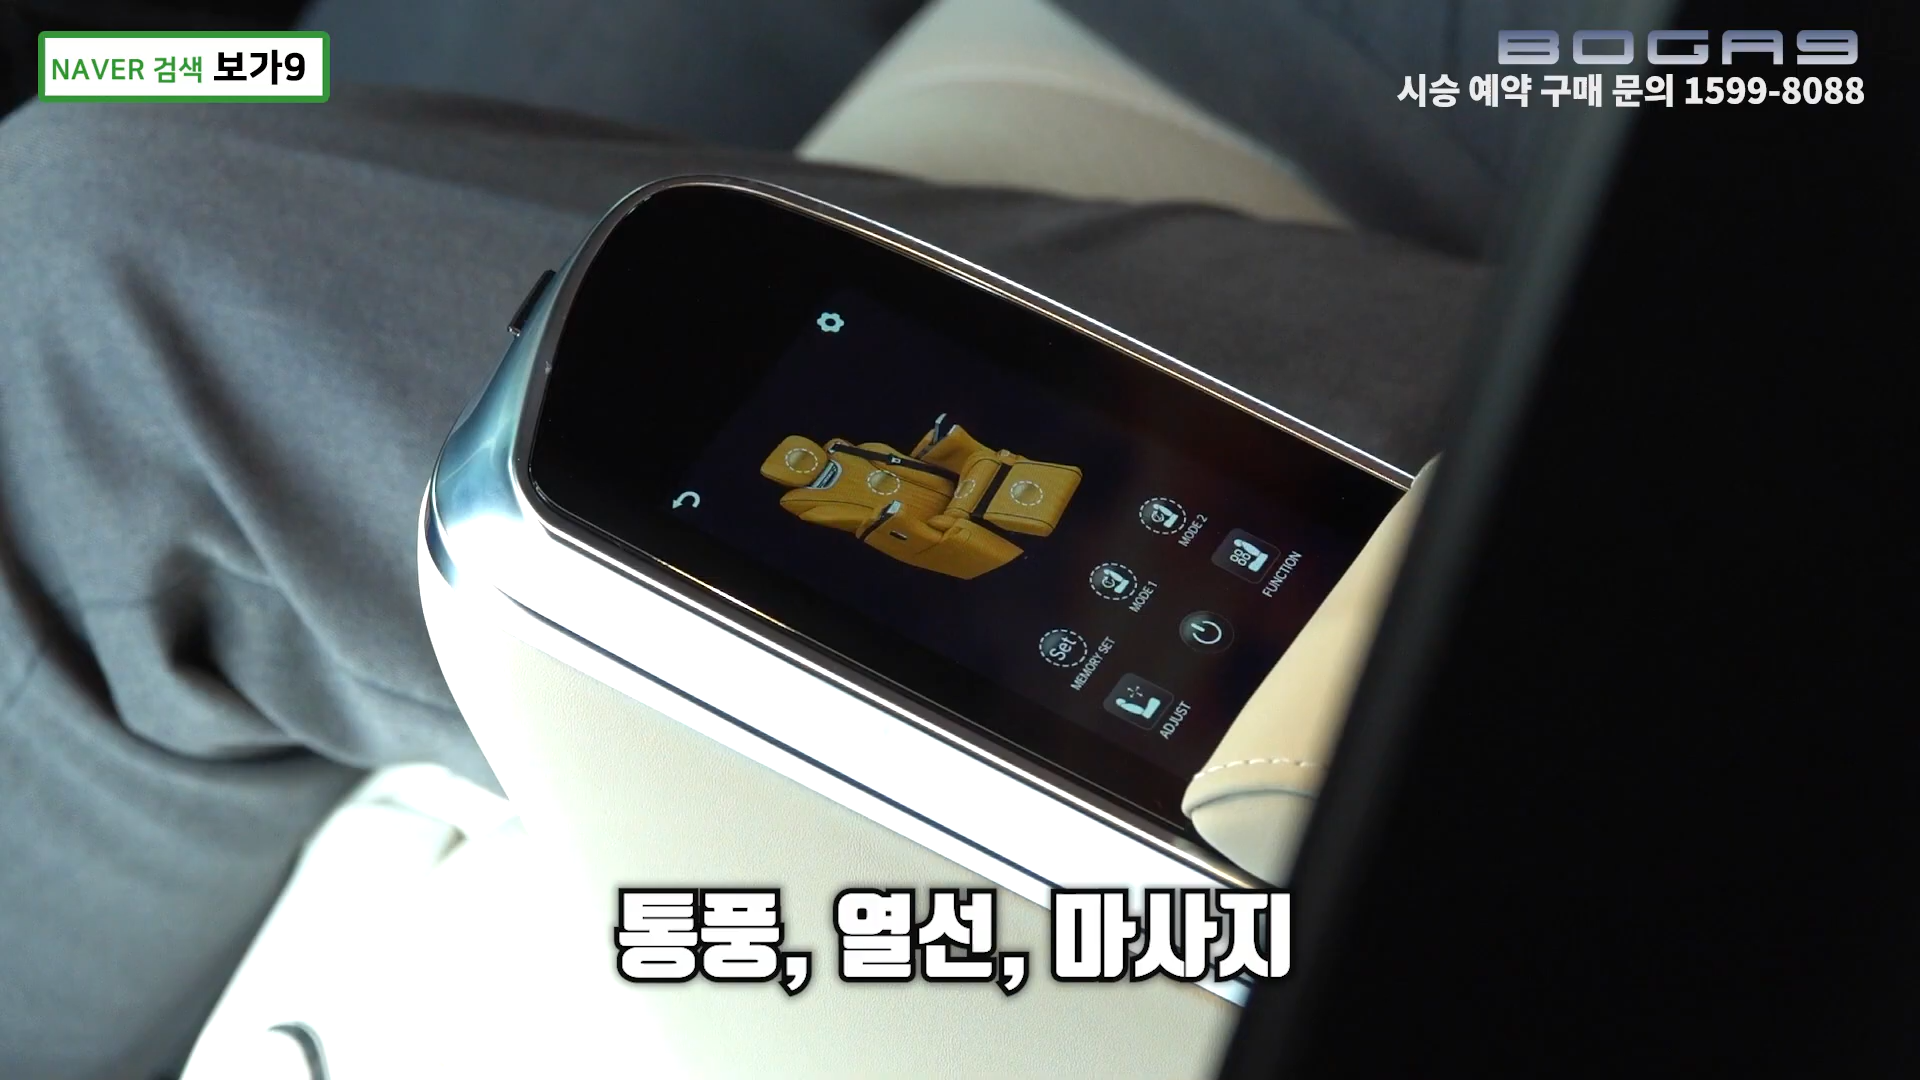 NAVER 검색 보가9
BOGA9
시승 예약 구매 문의 1599-8088
MODE 2
FUNCTION
MODE 1
Set
MEMORY SET
ADJUST
통풍, 열선, 마사지